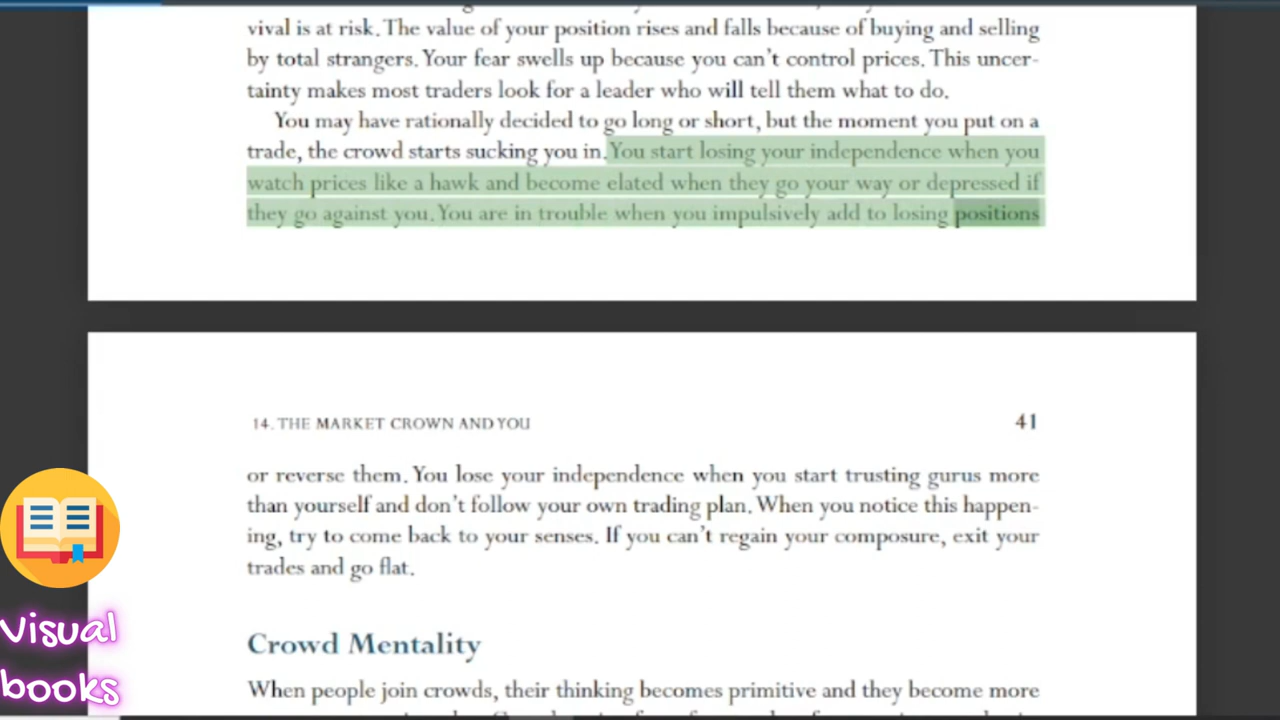 vival is at risk. The value of your position rises and falls because of buying and selling
by total strangers. Your fear swells up because you can't control prices. This uncer-
tainty makes most traders look for a leader who will tell them what to do.
You may have rationally decided to go long or short, but the moment you put on a
trade, the crowd starts sucking you in. You start losing your independence when you
watch prices like a hawk and become elated when they go your way or depressed if
they go against you. You are in trouble when you impulsively add to losing positions
14. THE MARKET CROWN AND YOU 41
or reverse them. You lose your independence when you start trusting gurus more
than yourself and don't follow your own trading plan. When you notice this happen-
ing, try to come back to your senses. If you can't regain your composure, exit your
trades and go flat.
Crowd Mentality
When people join crowds, their thinking becomes primitive and they become more
Visual
books